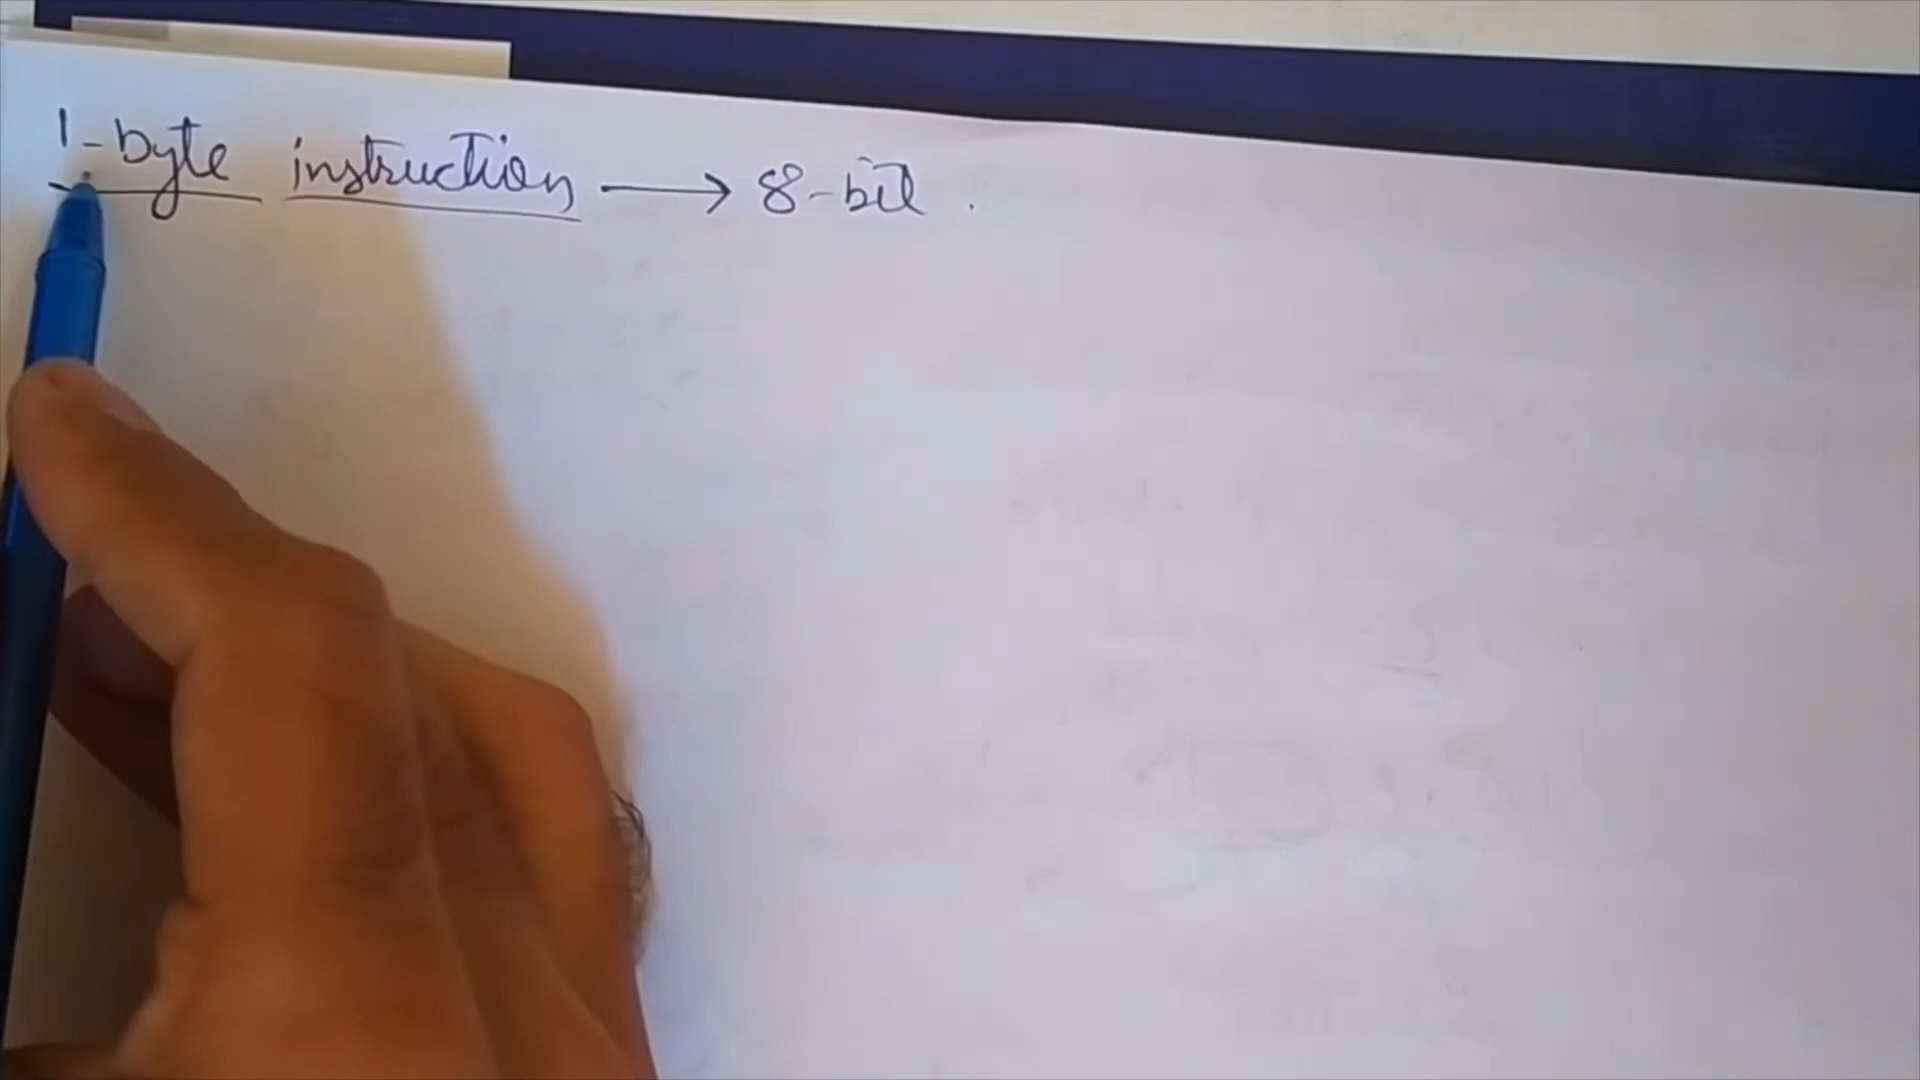 1-byte instruction → 8-bit.